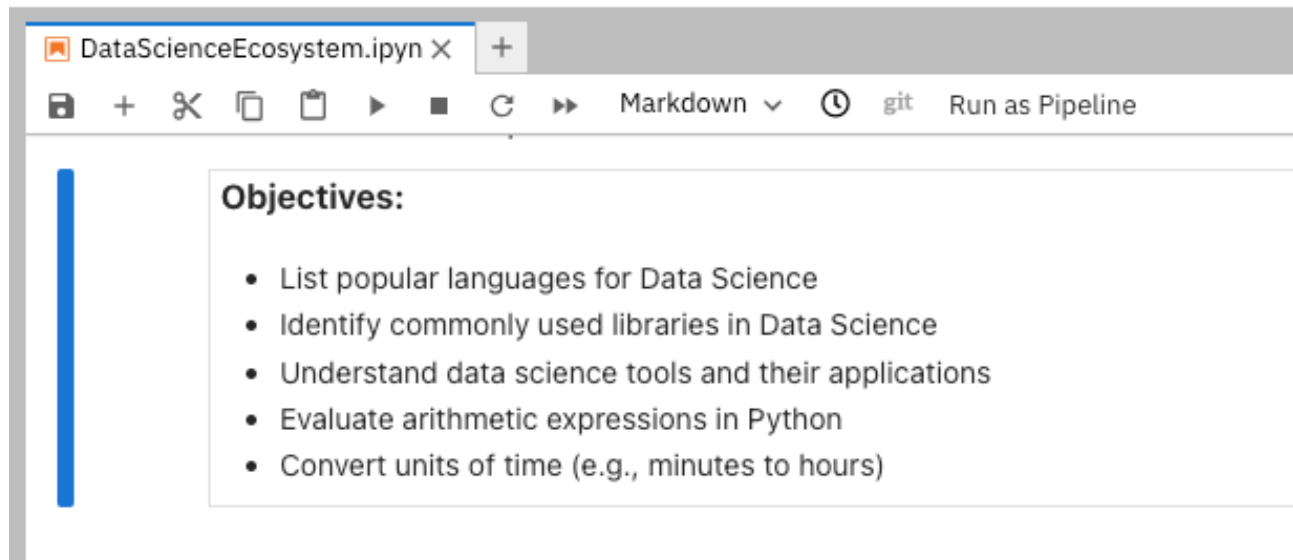 DataScienceEcosystem.ipyn
Markdown
git
Run as Pipeline
Objectives:
• List popular languages for Data Science
• Identify commonly used libraries in Data Science
• Understand data science tools and their applications
• Evaluate arithmetic expressions in Python
• Convert units of time (e.g., minutes to hours)